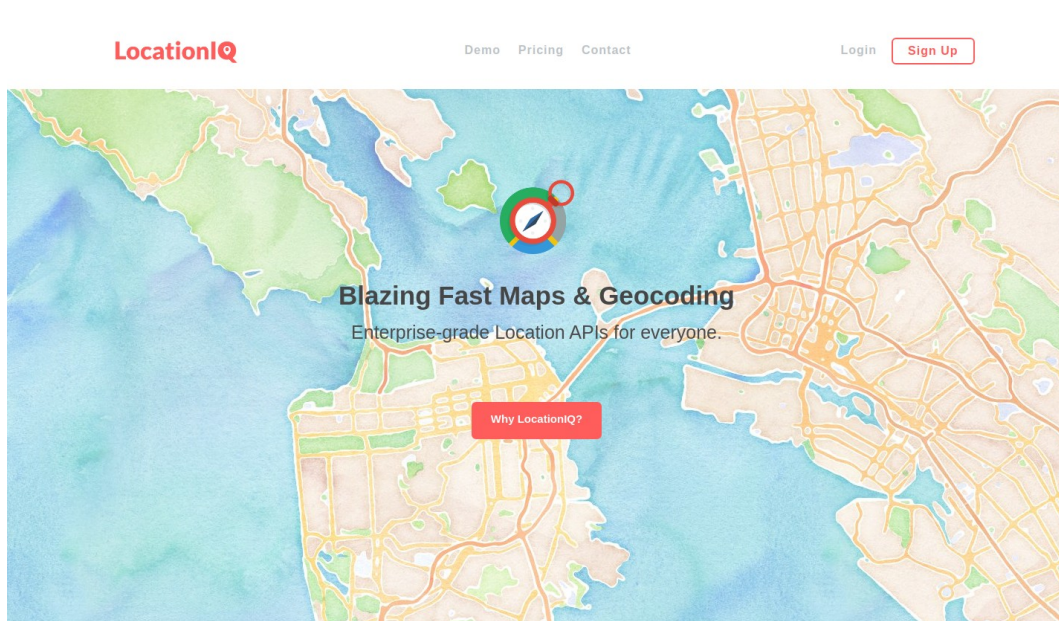 LocationIQ
Demo Pricing Contact
Login Sign Up
Blazing Fast Maps & Geocoding
Enterprise-grade Location APIs for everyone.
Why LocationIQ?